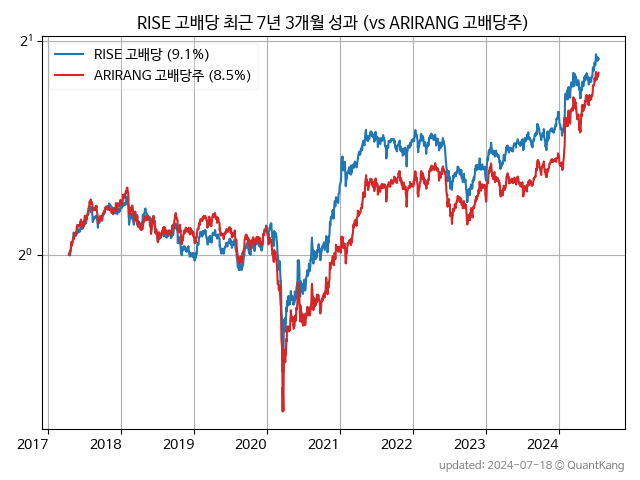 RISE 고배당 최근 7년 3개월 성과 (vs ARIRANG 고배당주)
2¹
RISE 고배당 (9.1%)
ARIRANG 고배당주 (8.5%)
2⁰
2017 2018 2019 2020 2021 2022 2023 2024
updated: 2024-07-18 © QuantKang